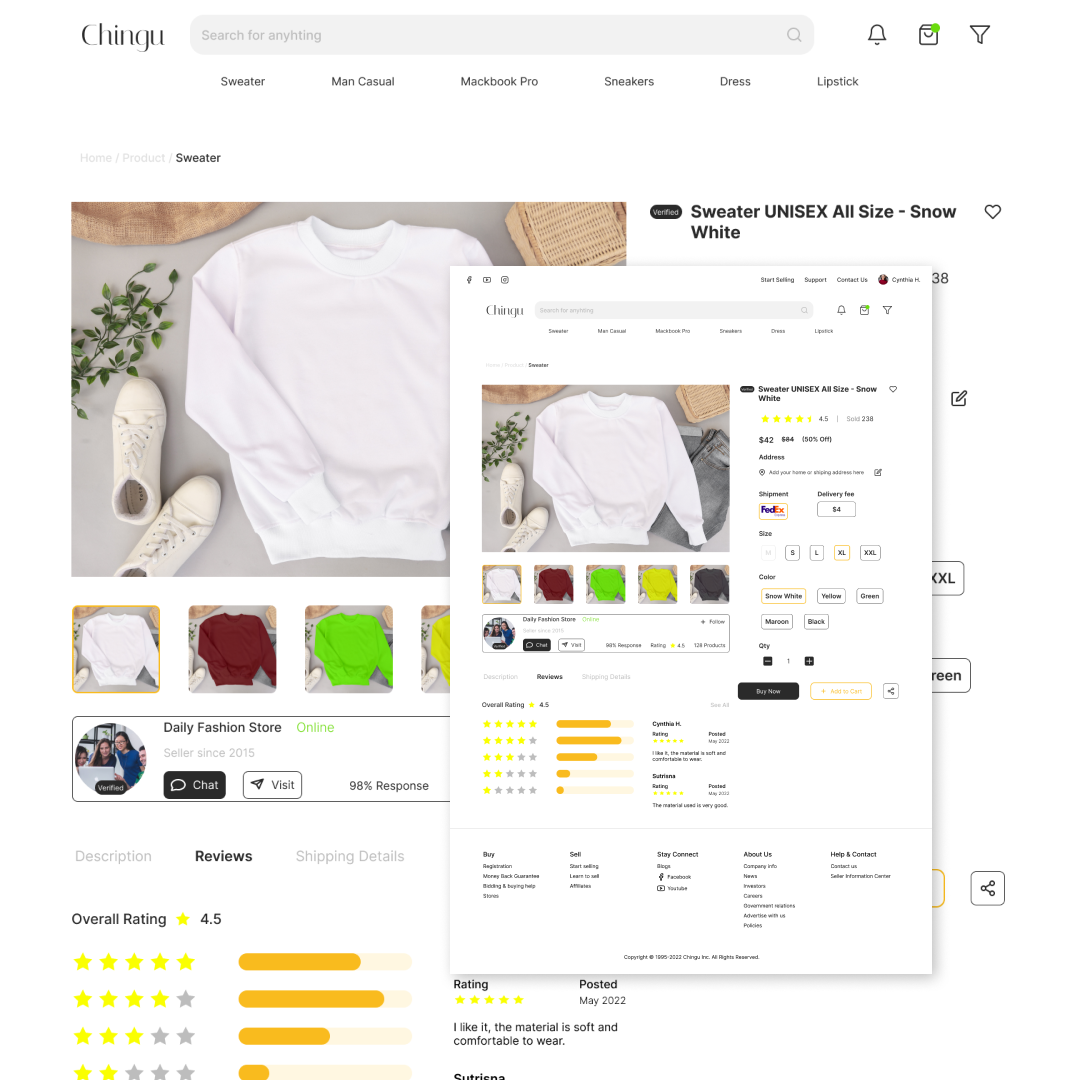 Chingu
Search for anyhting
Sweater Man Casual Mackbook Pro Sneakers Dress Lipstick
Home / Product / Sweater
Verified
Sweater UNISEX All Size - Snow
White
38
XXL
reen
Daily Fashion Store Online
Seller since 2015
Verified
Chat Visit 98% Response
Description Reviews Shipping Details
Overall Rating 4.5
Rating Posted
May 2022
I like it, the material is soft and
comfortable to wear.
Sutrisna
Start Selling Support Contact Us Cynthia H.
Chingu
Search for anyhting
Sweater Man Casual Mackbook Pro Sneakers Dress Lipstick
Home / Product / Sweater
Sweater UNISEX All Size - Snow
White
4.5 | Sold 238
$42 $84 (50% Off)
Address
Add your home or shiping address here
Shipment Delivery fee
FedEx $4
Size
M S L XL XXL
Color
Snow White Yellow Green
Maroon Black
Qty
1
Buy Now + Add to Cart
Daily Fashion Store Online
+ Follow
Seller since 2015
Chat Visit 98% Response Rating 4.5 128 Products
Description Reviews Shipping Details
Overall Rating 4.5
See All
Cynthia H.
Rating Posted
May 2022
I like it, the material is soft and
comfortable to wear.
Sutrisna
Rating Posted
May 2022
The material used is very good.
Buy
Registration
Money Back Guarantee
Bidding & buying help
Stores
Sell
Start selling
Learn to sell
Affiliates
Stay Connect
Blogs
Facebook
Youtube
About Us
Company info
News
Investors
Careers
Government relations
Advertise with us
Policies
Help & Contact
Contact us
Seller Information Center
Copyright © 1995-2022 Chingu Inc. All Rights Reserved.